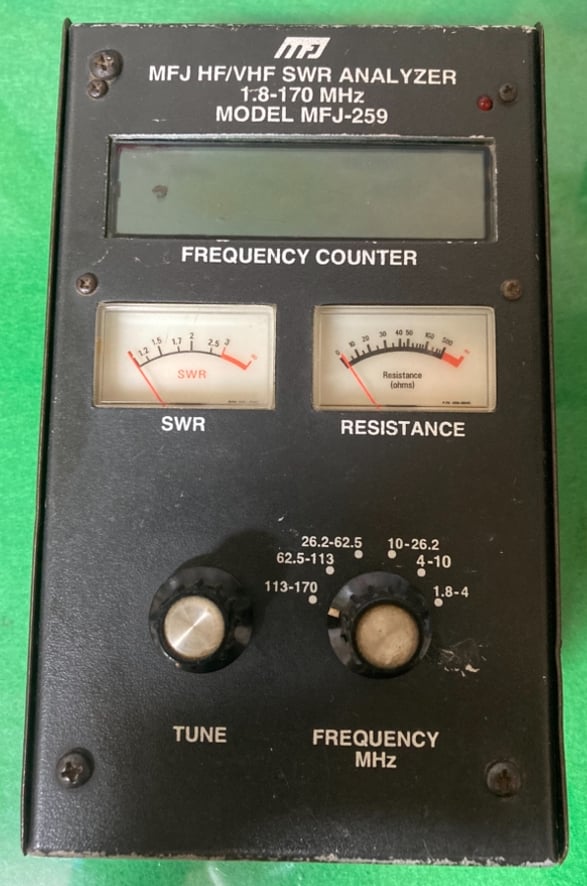 MFJ
MFJ HF/VHF SWR ANALYZER
1.8-170 MHz
MODEL MFJ-259
FREQUENCY COUNTER
1.2 1.5 1.7 2 2.5 3
SWR
SWR
0 10 20 30 40 50 500
Resistance
(ohms)
RESISTANCE
26.2-62.5 10-26.2
62.5-113 4-10
113-170 1.8-4
TUNE
FREQUENCY
MHz